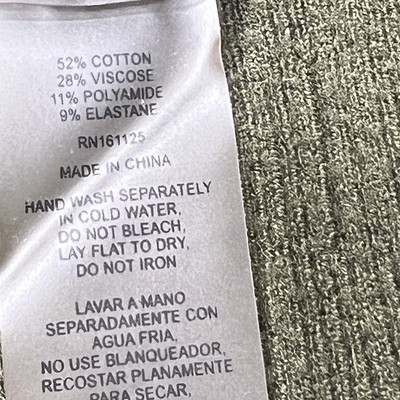 52% COTTON
28% VISCOSE
11% POLYAMIDE
9% ELASTANE
RN161125
MADE IN CHINA
HAND WASH SEPARATELY
IN COLD WATER,
DO NOT BLEACH,
LAY FLAT TO DRY,
DO NOT IRON
LAVAR A MANO
SEPARADAMENTE CON
AGUA FRIA,
NO USE BLANQUEADOR,
RECOSTAR PLANAMENTE
PARA SECAR,